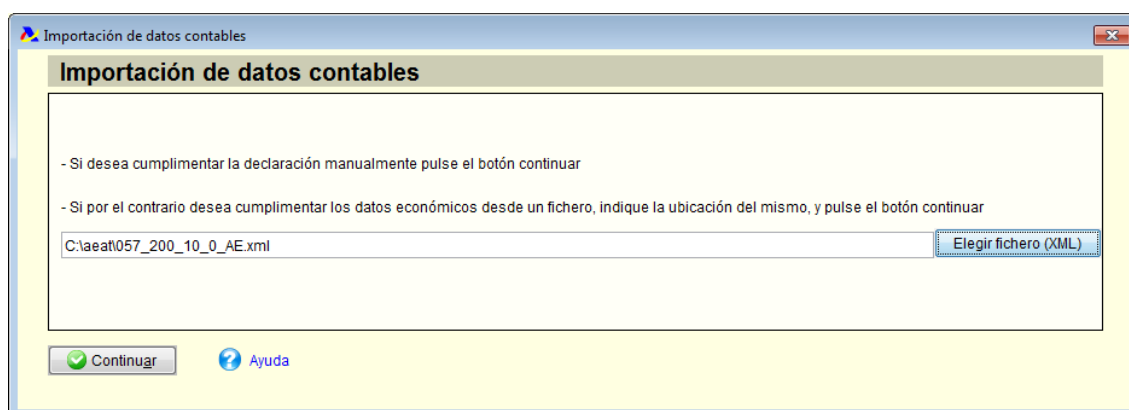 Importación de datos contables
Importación de datos contables
- Si desea cumplimentar la declaración manualmente pulse el botón continuar
- Si por el contrario desea cumplimentar los datos económicos desde un fichero, indique la ubicación del mismo, y pulse el botón continuar
C:\aeat\057_200_10_0_AE.xml Elegir fichero (XML)
Continuar Ayuda